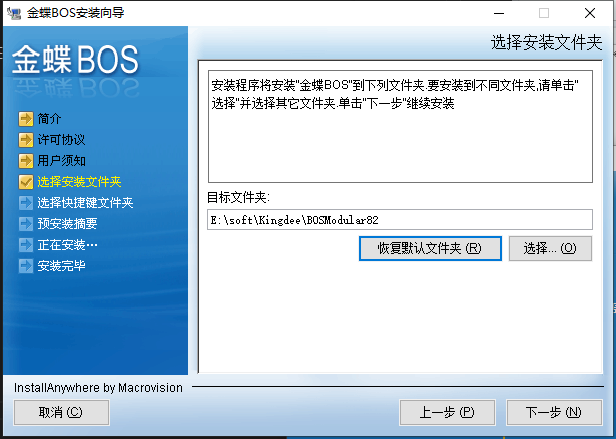 金蝶BOS安装向导
选择安装文件夹
金蝶BOS
简介
许可协议
用户须知
选择安装文件夹
选择快捷键文件夹
预安装摘要
正在安装…
安装完毕
安装程序将安装"金蝶BOS"到下列文件夹.要安装到不同文件夹,请单击"
选择"并选择其它文件夹.单击"下一步"继续安装
目标文件夹:
E:\soft\Kingdee\BOSModular82
恢复默认文件夹 (R)
选择... (O)
InstallAnywhere by Macrovision
取消 (C)
上一步 (P)
下一步 (N)